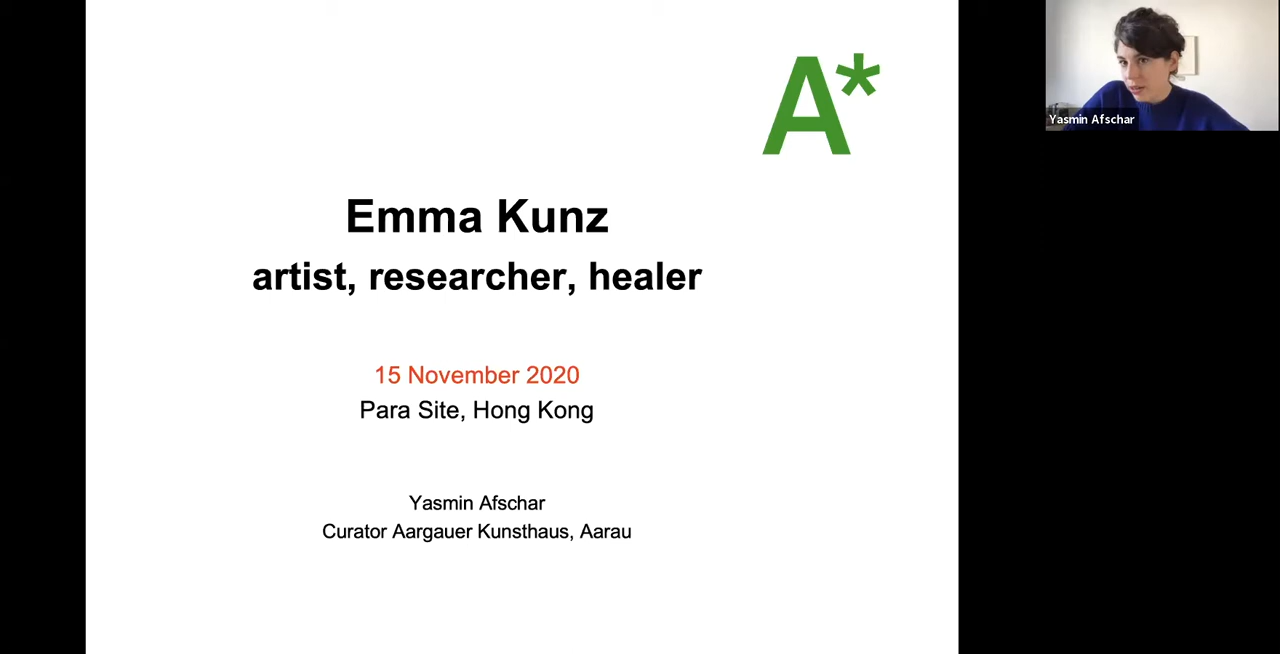 A*
Yasmin Afschar
Emma Kunz
artist, researcher, healer
15 November 2020
Para Site, Hong Kong
Yasmin Afschar
Curator Aargauer Kunsthaus, Aarau